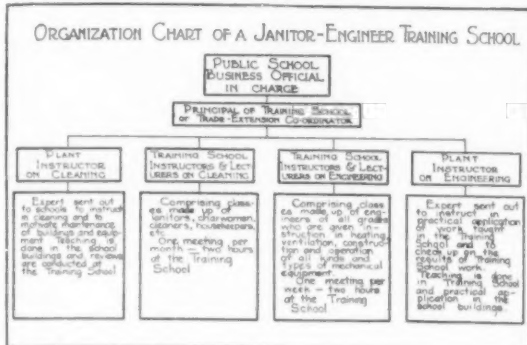 ORGANIZATION CHART OF A JANITOR-ENGINEER TRAINING SCHOOL
PUBLIC SCHOOL
BUSINESS OFFICIAL
IN CHARGE
PRINCIPAL OF TRAINING SCHOOL
OR TRADE-EXTENSION CO-ORDINATOR
PLANT
INSTRUCTOR
ON CLEANING
Expert sent out
to schools to instruct
in cleaning and to
motivate maintenance
of buildings and equip-
ment. Teaching is
done in the school
buildings and reviews
are conducted at
the Training School
TRAINING SCHOOL
INSTRUCTORS & LECT-
URERS ON CLEANING
Comprising class-
es made up of
janitors, charwomen,
cleaners, housekeepers,
etc.
One meeting per
month — two hours
at the Training
School
TRAINING SCHOOL
INSTRUCTORS & LECT-
URERS ON ENGINEERING
Comprising class
es made up of eng-
ineers of all grades
who are given in-
struction in heating,
ventilation, construc-
tion and operation
of all kinds and
types of mechanical
equipment.
One meeting per
week — two hours
at the Training
School
PLANT
INSTRUCTOR
ON ENGINEERING
Expert sent out
to instruct in
practical application
of work taught
in the Training
School and to
check up on the
results of Training
School work.
Teaching is done
in Training School
and practical ap-
plication in the
school buildings.